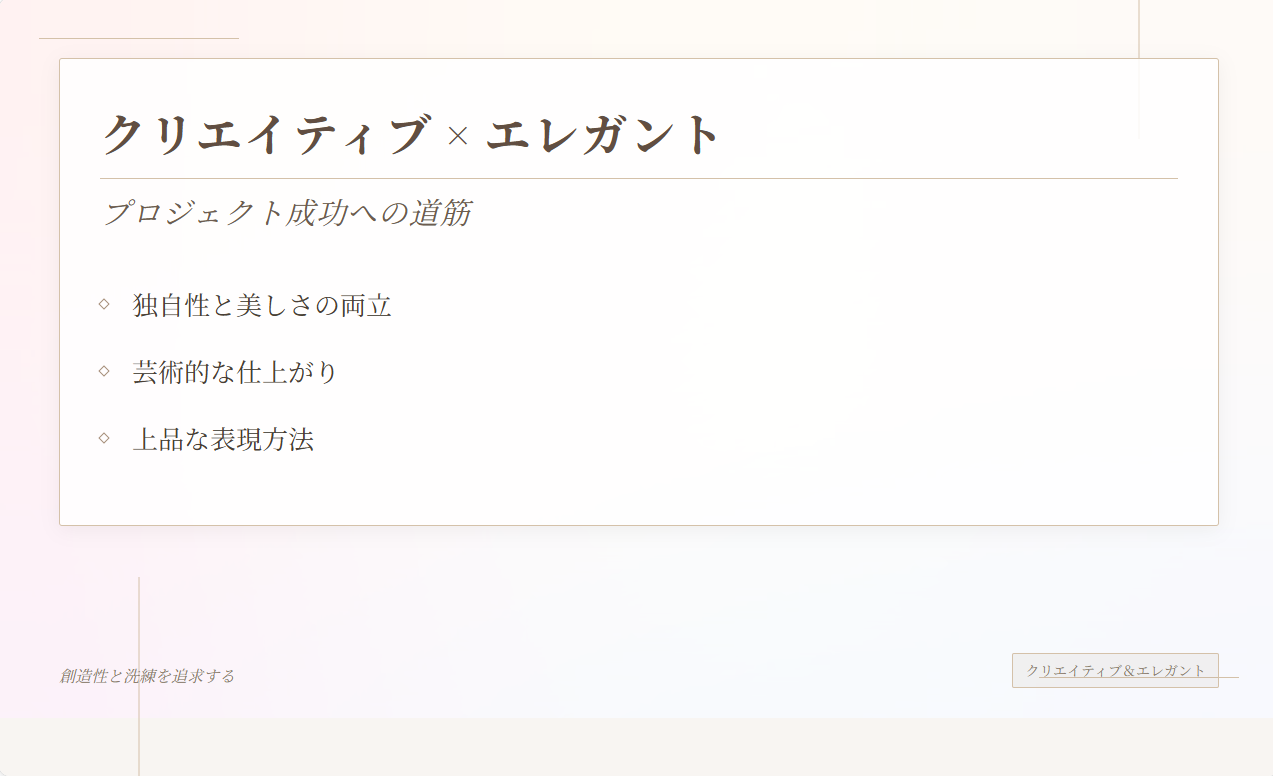 クリエイティブ × エレガント
プロジェクト成功への道筋
独自性と美しさの両立
芸術的な仕上がり
上品な表現方法
創造性と洗練を追求する
クリエイティブ＆エレガント